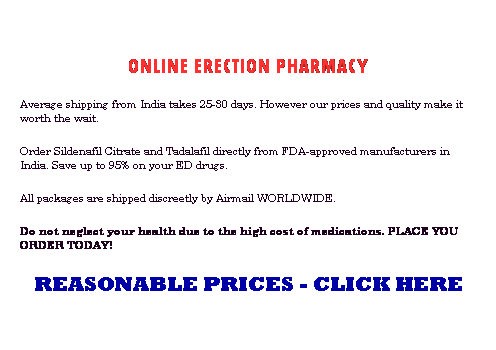 ONLINE ERECTION PHARMACY
Average shipping from India takes 25-30 days. However our prices and quality make it
worth the wait.
Order Sildenafil Citrate and Tadalafil directly from FDA-approved manufacturers in
India. Save up to 95% on your ED drugs.
All packages are shipped discreetly by Airmail WORLDWIDE.
Do not neglect your health due to the high cost of medications. PLACE YOU
ORDER TODAY!
REASONABLE PRICES - CLICK HERE